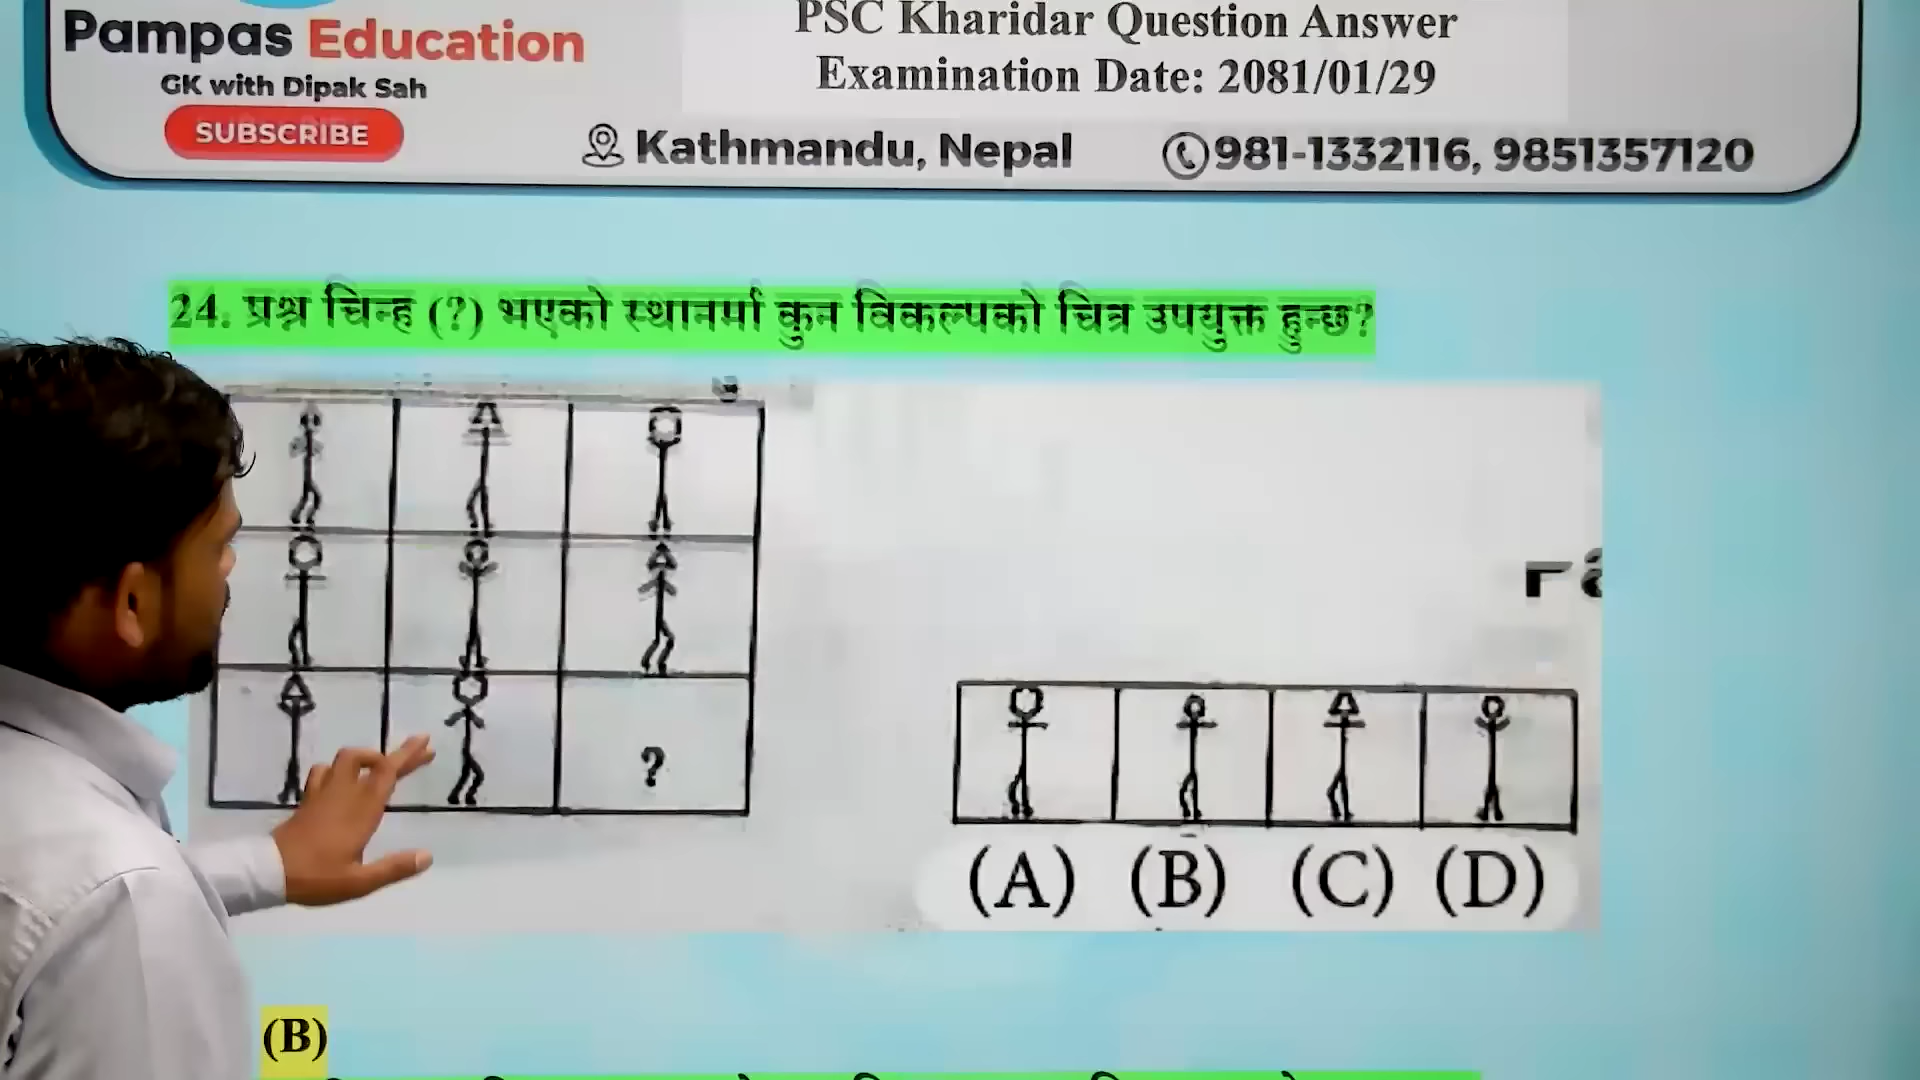 Pampas Education
GK with Dipak Sah
SUBSCRIBE
PSC Kharidar Question Answer
Examination Date: 2081/01/29
Kathmandu, Nepal
981-1332116, 9851357120
24. प्रश्न चिन्ह (?) भएको स्थानमा कुन विकल्पको चित्र उपयुक्त हुन्छ?
?
(A) (B) (C) (D)
(B)